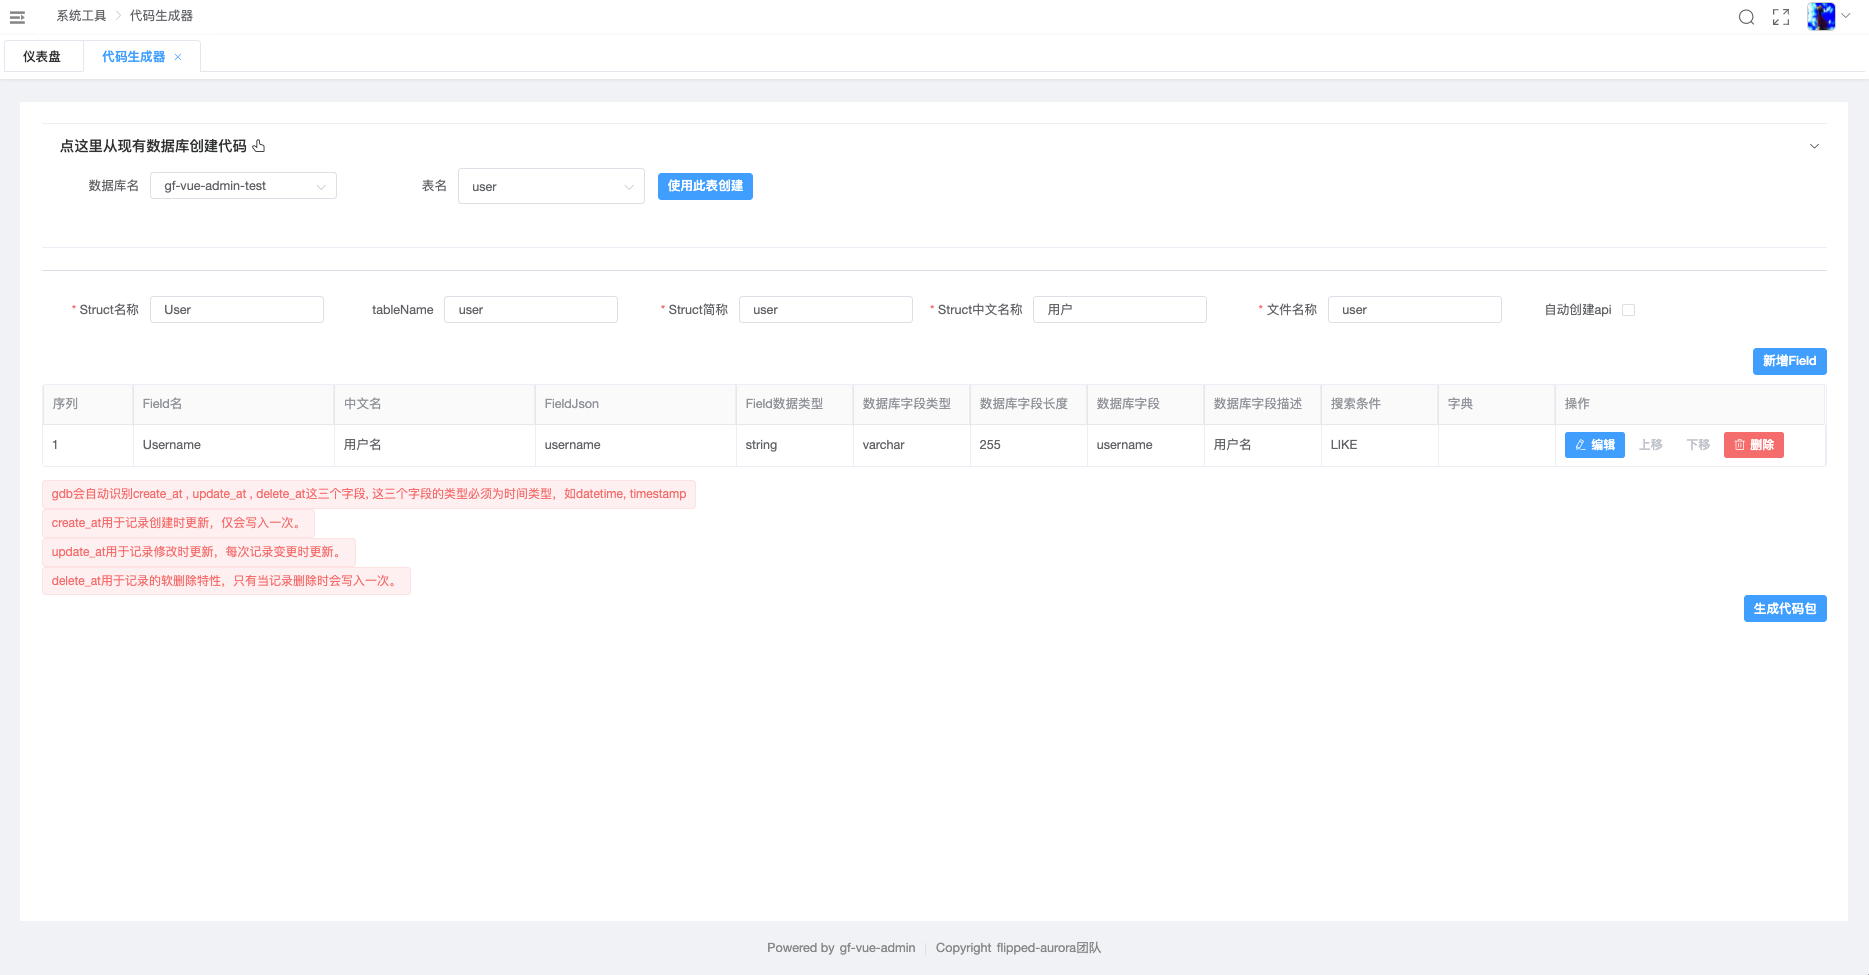 系统工具 代码生成器
仪表盘 代码生成器
点这里从现有数据库创建代码
数据库名 gf-vue-admin-test 表名 user 使用此表创建
* Struct名称 User tableName user * Struct简称 user * Struct中文名称 用户 * 文件名称 user 自动创建api
新增Field
序列 Field名 中文名 FieldJson Field数据类型 数据库字段类型 数据库字段长度 数据库字段 数据库字段描述 搜索条件 字典 操作
1 Username 用户名 username string varchar 255 username 用户名 LIKE 编辑 上移 下移 删除
gdb会自动识别create_at , update_at , delete_at这三个字段, 这三个字段的类型必须为时间类型，如datetime, timestamp
create_at用于记录创建时更新，仅会写入一次。
update_at用于记录修改时更新，每次记录变更时更新。
delete_at用于记录的软删除特性，只有当记录删除时会写入一次。
生成代码包
Powered by gf-vue-admin Copyright flipped-aurora团队